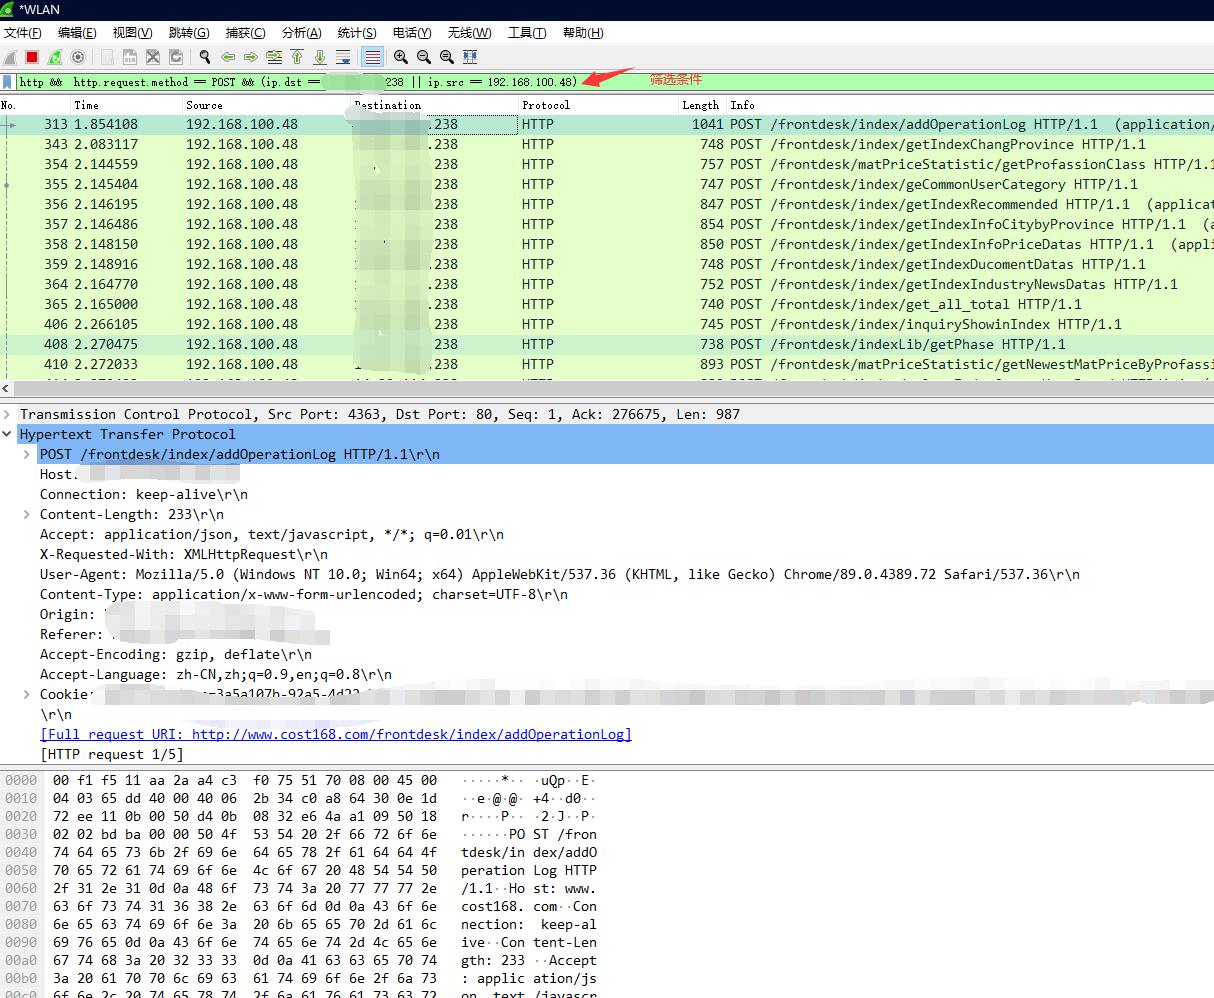 *WLAN
文件(F) 编辑(E) 视图(V) 跳转(G) 捕获(C) 分析(A) 统计(S) 电话(Y) 无线(W) 工具(T) 帮助(H)
http && http.request.method == POST && (ip.dst == 238 || ip.src == 192.168.100.48) 筛选条件
No. Time Source Destination Protocol Length Info
313 1.854108 192.168.100.48 .238 HTTP 1041 POST /frontdesk/index/addOperationLog HTTP/1.1 (application/
343 2.083117 192.168.100.48 .238 HTTP 748 POST /frontdesk/index/getIndexChangProvince HTTP/1.1
354 2.144559 192.168.100.48 .238 HTTP 757 POST /frontdesk/matPriceStatistic/getProfassionClass HTTP/1.1
355 2.145404 192.168.100.48 .238 HTTP 747 POST /frontdesk/index/geCommonUserCategory HTTP/1.1
356 2.146195 192.168.100.48 .238 HTTP 847 POST /frontdesk/index/getIndexRecommended HTTP/1.1 (applicat
357 2.146486 192.168.100.48 .238 HTTP 854 POST /frontdesk/index/getIndexInfoCitybyProvince HTTP/1.1 (a
358 2.148150 192.168.100.48 .238 HTTP 850 POST /frontdesk/index/getIndexInfoPriceDatas HTTP/1.1 (appli
359 2.148916 192.168.100.48 .238 HTTP 748 POST /frontdesk/index/getIndexDucomentDatas HTTP/1.1
364 2.164770 192.168.100.48 .238 HTTP 752 POST /frontdesk/index/getIndexIndustryNewsDatas HTTP/1.1
365 2.165000 192.168.100.48 .238 HTTP 740 POST /frontdesk/index/get_all_total HTTP/1.1
406 2.266105 192.168.100.48 .238 HTTP 745 POST /frontdesk/index/inquiryShowinIndex HTTP/1.1
408 2.270475 192.168.100.48 .238 HTTP 738 POST /frontdesk/indexLib/getPhase HTTP/1.1
410 2.272033 192.168.100.48 .238 HTTP 893 POST /frontdesk/matPriceStatistic/getNewestMatPriceByProfassi
Transmission Control Protocol, Src Port: 4363, Dst Port: 80, Seq: 1, Ack: 276675, Len: 987
Hypertext Transfer Protocol
POST /frontdesk/index/addOperationLog HTTP/1.1\r\n
Host:
Connection: keep-alive\r\n
Content-Length: 233\r\n
Accept: application/json, text/javascript, */*; q=0.01\r\n
X-Requested-With: XMLHttpRequest\r\n
User-Agent: Mozilla/5.0 (Windows NT 10.0; Win64; x64) AppleWebKit/537.36 (KHTML, like Gecko) Chrome/89.0.4389.72 Safari/537.36\r\n
Content-Type: application/x-www-form-urlencoded; charset=UTF-8\r\n
Origin:
Referer:
Accept-Encoding: gzip, deflate\r\n
Accept-Language: zh-CN,zh;q=0.9,en;q=0.8\r\n
Cookie:
\r\n
[Full request URI: http://www.cost168.com/frontdesk/index/addOperationLog]
[HTTP request 1/5]
0000 00 f1 f5 11 aa 2a a4 c3 f0 75 51 70 08 00 45 00 ·····*·· ·uQp··E·
0010 04 03 65 dd 40 00 40 06 2b 34 c0 a8 64 30 0e 1d ··e·@·@· +4··d0··
0020 72 ee 11 0b 00 50 d4 0b 08 32 e6 4a a1 09 50 18 r····P·· ·2·J··P·
0030 02 02 bd ba 00 00 50 4f 53 54 20 2f 66 72 6f 6e ······PO ST /fron
0040 74 64 65 73 6b 2f 69 6e 64 65 78 2f 61 64 64 4f tdesk/in dex/addO
0050 70 65 72 61 74 69 6f 6e 4c 6f 67 20 48 54 54 50 peration Log HTTP
0060 2f 31 2e 31 0d 0a 48 6f 73 74 3a 20 77 77 77 2e /1.1··Ho st: www.
0070 63 6f 73 74 31 36 38 2e 63 6f 6d 0d 0a 43 6f 6e cost168. com··Con
0080 6e 65 63 74 69 6f 6e 3a 20 6b 65 65 70 2d 61 6c nection: keep-al
0090 69 76 65 0d 0a 43 6f 6e 74 65 6e 74 2d 4c 65 6e ive··Con tent-Len
00a0 67 74 68 3a 20 32 33 33 0d 0a 41 63 63 65 70 74 gth: 233 ··Accept
00b0 3a 20 61 70 70 6c 69 63 61 74 69 6f 6e 2f 6a 73 : applic ation/js
00c0 6f 6e 2c 20 74 65 78 74 2f 6a 61 76 61 73 63 72 on, text /javascr